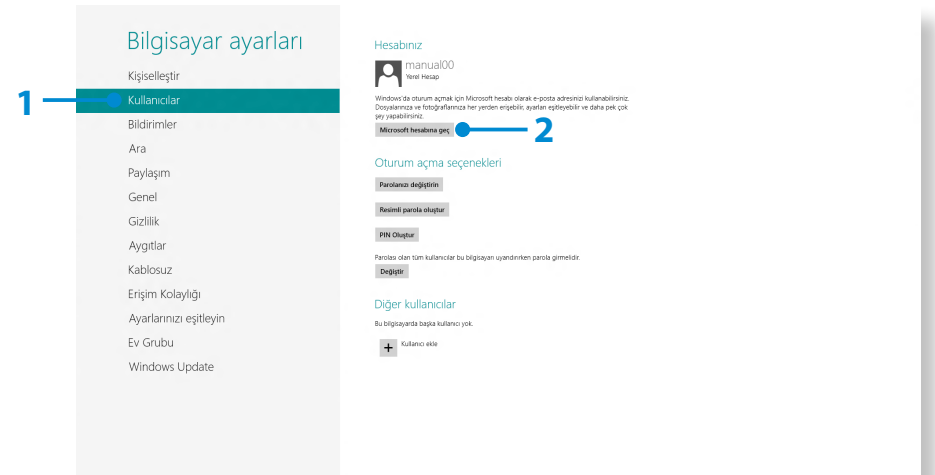 Bilgisayar ayarları
Kişiselleştir
1
Kullanıcılar
Bildirimler
Ara
Paylaşım
Genel
Gizlilik
Aygıtlar
Kablosuz
Erişim Kolaylığı
Ayarlarınızı eşitleyin
Ev Grubu
Windows Update
Hesabınız
manual00
Yerel Hesap
Windows'da oturum açmak için Microsoft hesabı olarak e-posta adresinizi kullanabilirsiniz.
Dosyalarınıza ve fotoğraflarınıza her yerden erişebilir, ayarları eşitleyebilir ve daha pek çok
şey yapabilirsiniz.
Microsoft hesabına geç
2
Oturum açma seçenekleri
Parolanızı değiştirin
Resimli parola oluştur
PIN Oluştur
Parolası olan tüm kullanıcılar bu bilgisayarı uyandırırken parola girmelidir.
Değiştir
Diğer kullanıcılar
Bu bilgisayarda başka kullanıcı yok.
Kullanıcı ekle